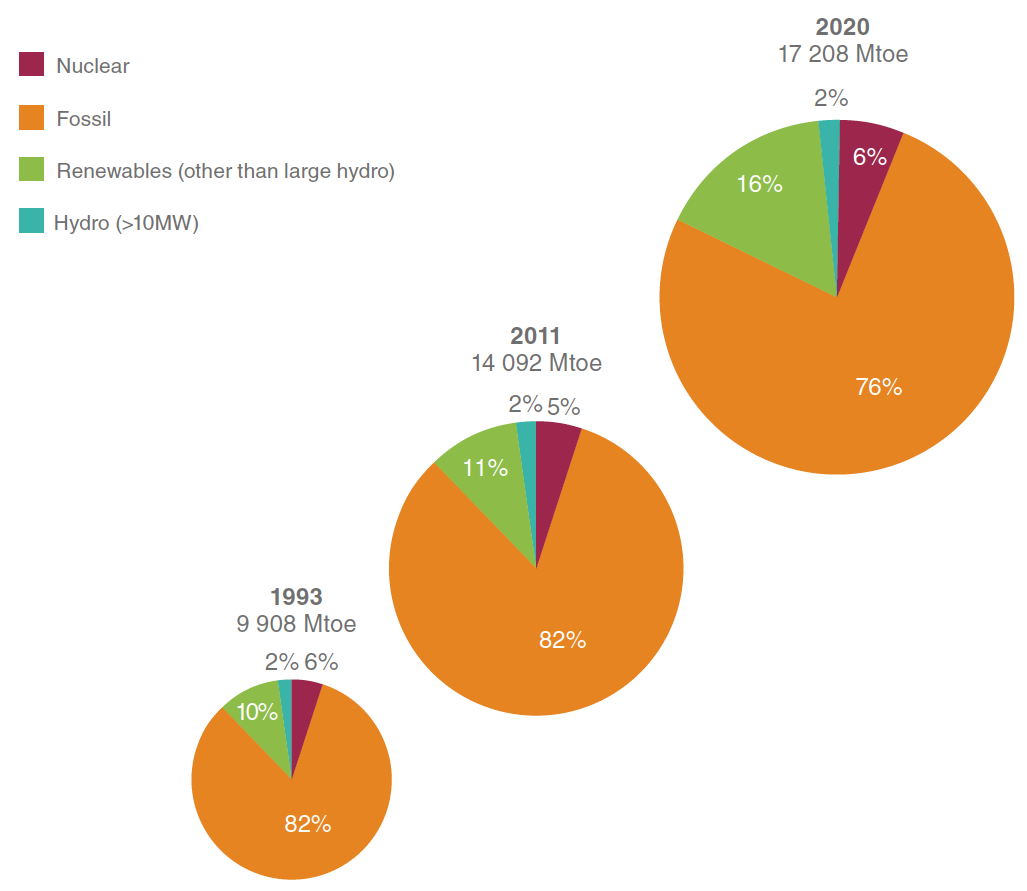 Nuclear
Fossil
Renewables (other than large hydro)
Hydro (>10MW)
2020
17 208 Mtoe
2%
6%
16%
76%
2011
14 092 Mtoe
2% 5%
11%
82%
1993
9 908 Mtoe
2% 6%
10%
82%